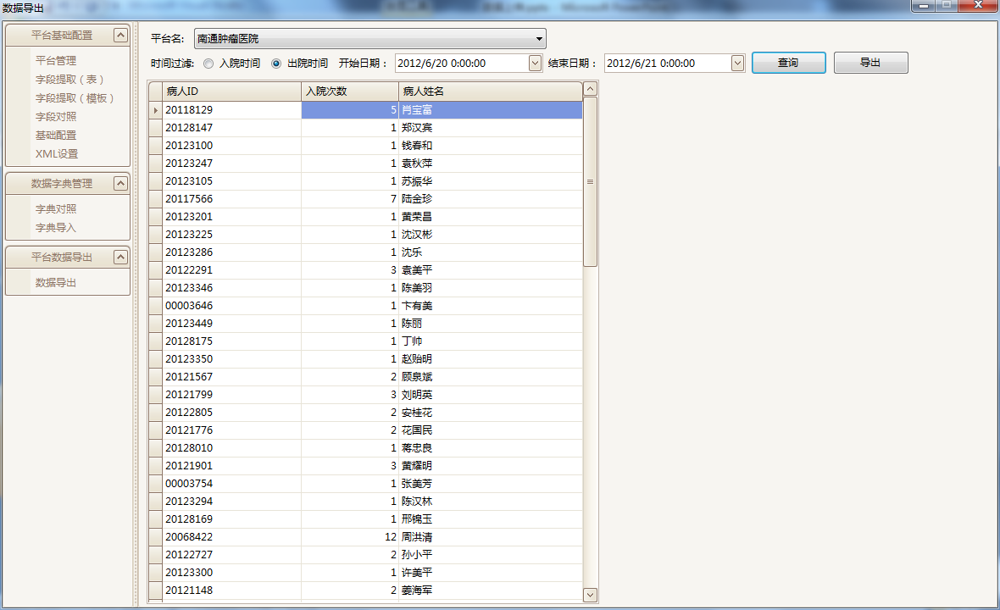 数据导出
平台基础配置
平台管理
字段提取（表）
字段提取（模板）
字段对照
基础配置
XML设置
数据字典管理
字典对照
字典导入
平台数据导出
数据导出
平台名: 南通肿瘤医院
时间过滤: 入院时间 出院时间 开始日期： 2012/6/20 0:00:00 结束日期： 2012/6/21 0:00:00 查询 导出
病人ID 入院次数 病人姓名
20118129 5 肖宝富
20128147 1 郑汉宾
20123100 1 钱春和
20123247 1 袁秋萍
20123105 1 苏振华
20117566 7 陆金珍
20123201 1 黄荣昌
20123225 1 沈汉彬
20123286 1 沈乐
20122291 3 袁美平
20123346 1 陈美羽
00003646 1 卞有美
20123449 1 陈丽
20128175 1 丁帅
20123350 1 赵贻明
20121567 2 顾泉斌
20121799 3 刘明英
20122805 2 安桂花
20121776 2 花国民
20128010 1 蒋忠良
20121901 3 黄耀明
00003754 1 张美芳
20123294 1 陈汉林
20128169 1 邢锦玉
20068422 12 周洪清
20122727 2 孙小平
20123300 1 许美平
20121148 2 姜海军